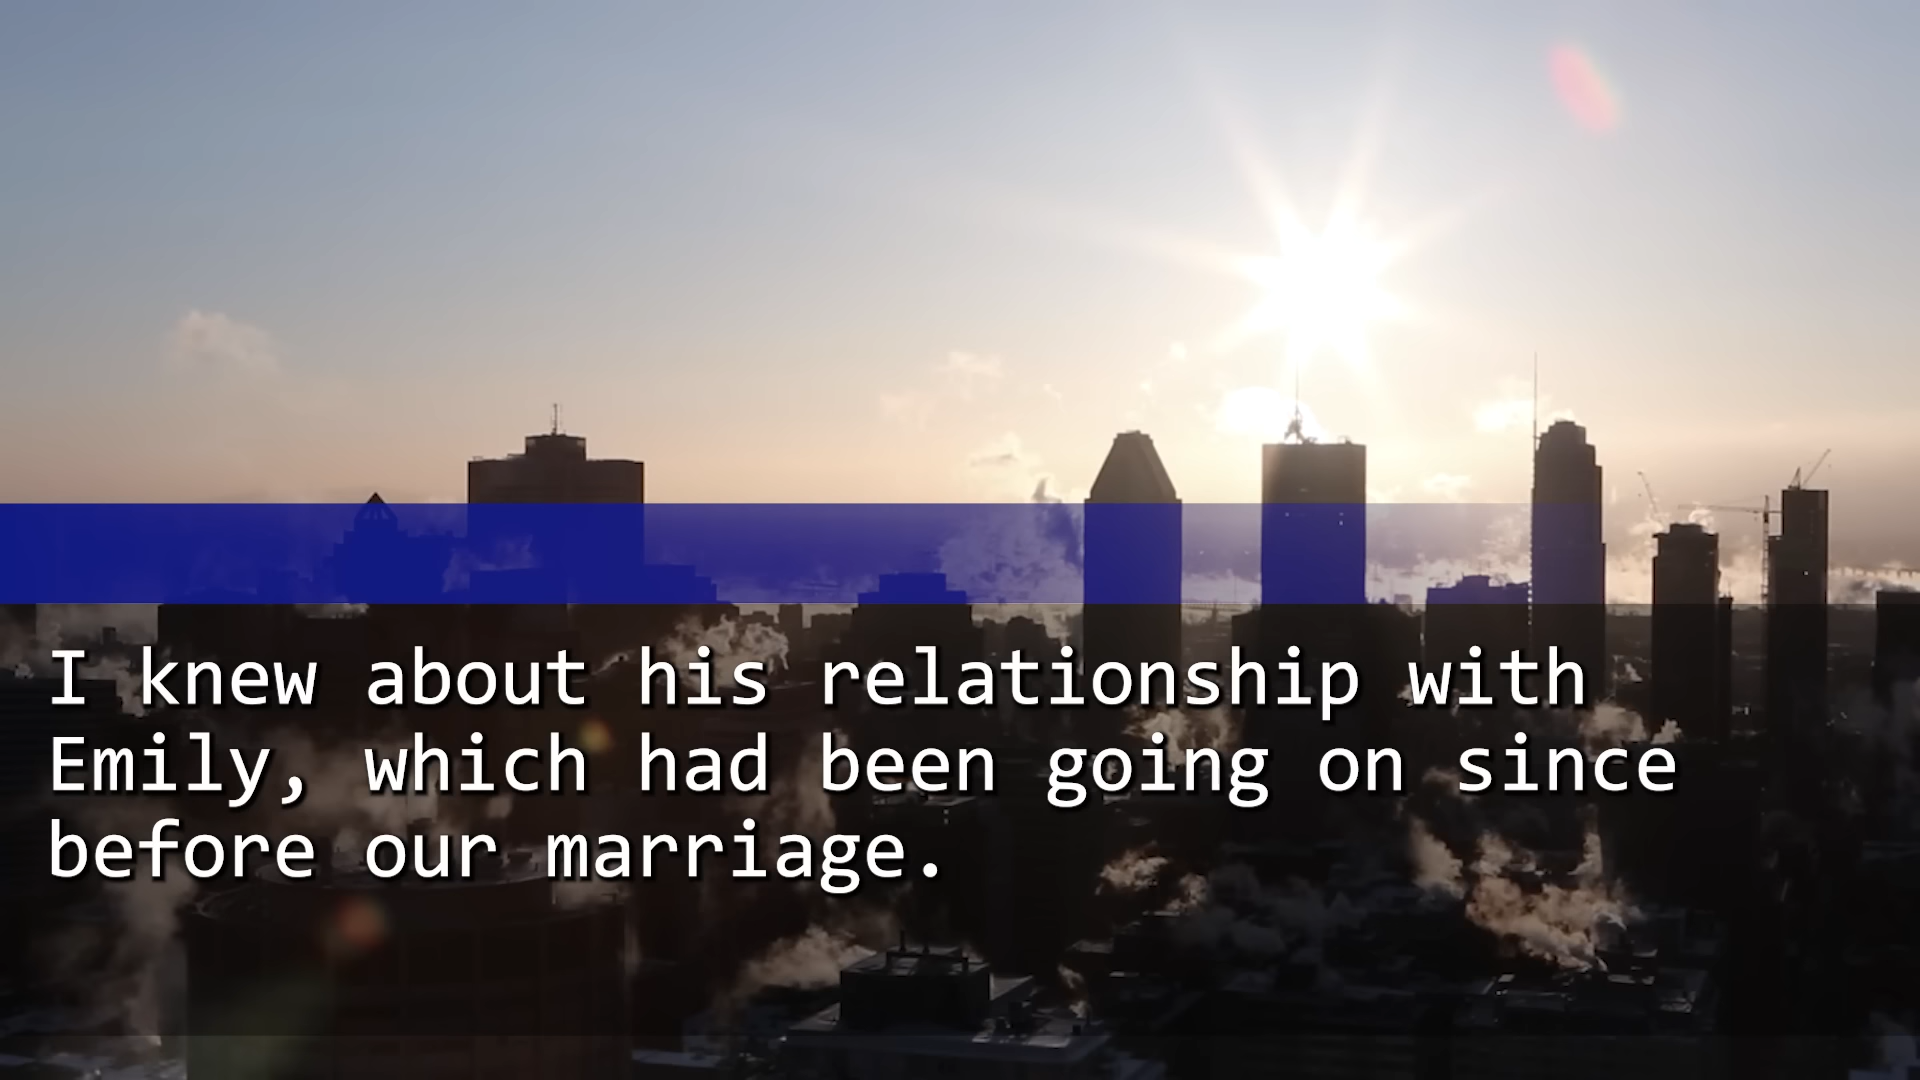 I knew about his relationship with
Emily, which had been going on since
before our marriage.